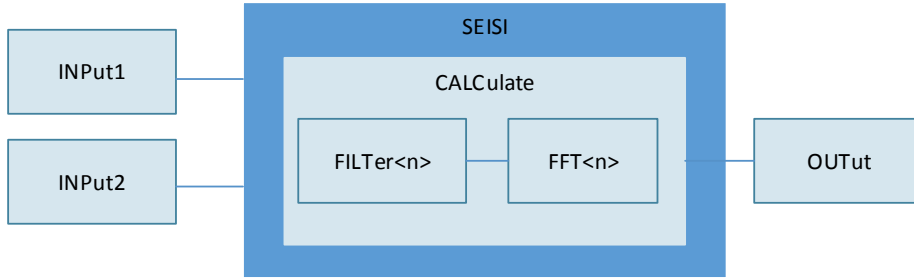 SEISI
INPut1
CALCulate
INPut2
FILTer<n>
FFT<n>
OUTut